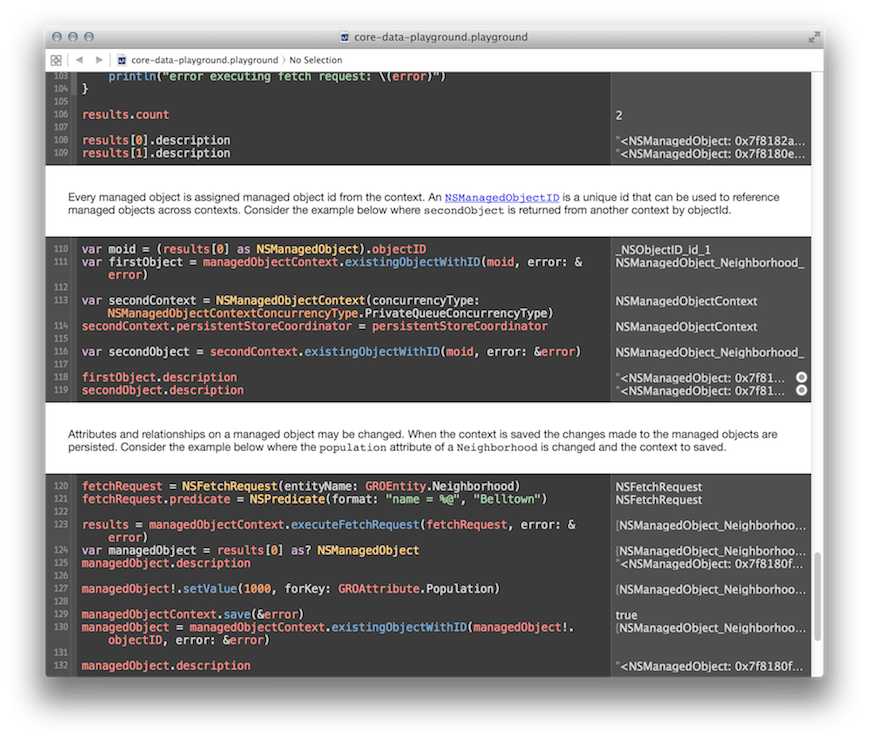 core-data-playground.playground
core-data-playground.playground 〉 No Selection
103 println("error executing fetch request: \(error)")
104 }
105
106 results.count 2
107
108 results[0].description "<NSManagedObject: 0x7f8182a...
109 results[1].description "<NSManagedObject: 0x7f8180e...
Every managed object is assigned managed object id from the context. An NSManagedObjectID is a unique id that can be used to reference
managed objects across contexts. Consider the example below where secondObject is returned from another context by objectId.
110 var moid = (results[0] as NSManagedObject).objectID _NSObjectID_id_1
111 var firstObject = managedObjectContext.existingObjectWithID(moid, error: & NSManagedObject_Neighborhood_
error)
112
113 var secondContext = NSManagedObjectContext(concurrencyType: NSManagedObjectContext
NSManagedObjectContextConcurrencyType.PrivateQueueConcurrencyType)
114 secondContext.persistentStoreCoordinator = persistentStoreCoordinator NSManagedObjectContext
115
116 var secondObject = secondContext.existingObjectWithID(moid, error: &error) NSManagedObject_Neighborhood_
117
118 firstObject.description "<NSManagedObject: 0x7f81...
119 secondObject.description "<NSManagedObject: 0x7f81...
Attributes and relationships on a managed object may be changed. When the context is saved the changes made to the managed objects are
persisted. Consider the example below where the population attribute of a Neighborhood is changed and the context to saved.
120 fetchRequest = NSFetchRequest(entityName: GROEntity.Neighborhood) NSFetchRequest
121 fetchRequest.predicate = NSPredicate(format: "name = %@", "Belltown") NSFetchRequest
122
123 results = managedObjectContext.executeFetchRequest(fetchRequest, error: & [NSManagedObject_Neighborhoo...
error)
124 var managedObject = results[0] as? NSManagedObject {NSManagedObject_Neighborhoo...
125 managedObject.description "<NSManagedObject: 0x7f8180f...
126
127 managedObject!.setValue(1000, forKey: GROAttribute.Population) {NSManagedObject_Neighborhoo...
128
129 managedObjectContext.save(&error) true
130 managedObject = managedObjectContext.existingObjectWithID(managedObject!. {NSManagedObject_Neighborhoo...
objectID, error: &error)
131
132 managedObject.description "<NSManagedObject: 0x7f8180f...